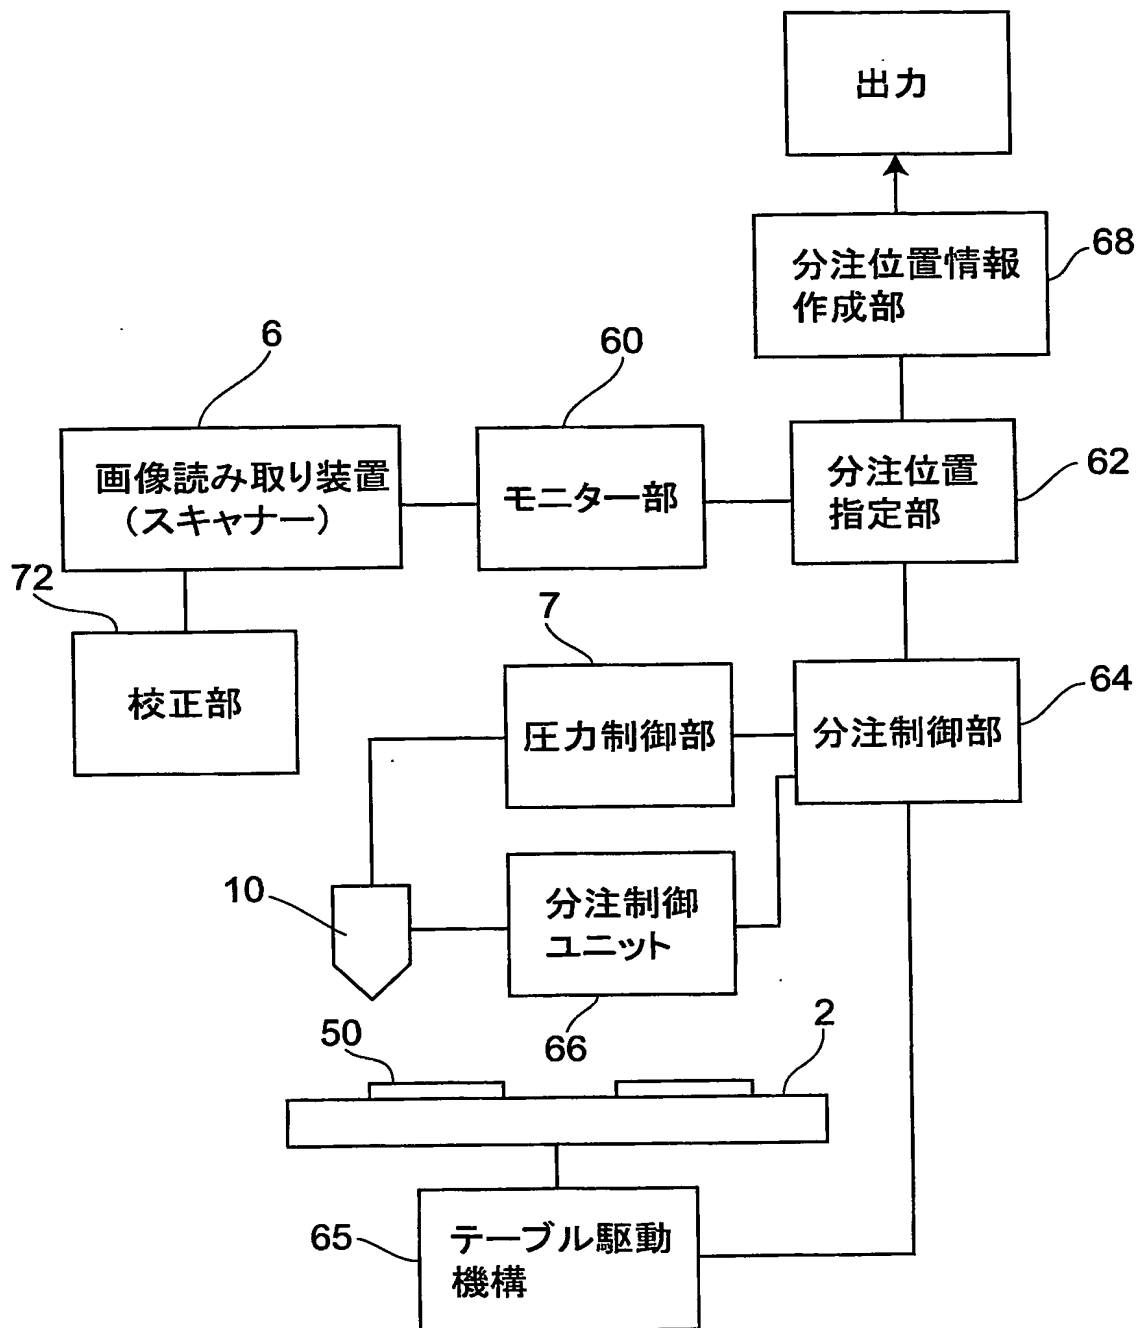 出力
分注位置情報
作成部
68
6
60
画像読み取り装置
(スキャナー)
モニター部
分注位置
指定部
62
72
校正部
7
圧力制御部
分注制御部
64
10
分注制御
ユニット
66
50
2
65
テーブル駆動
機構